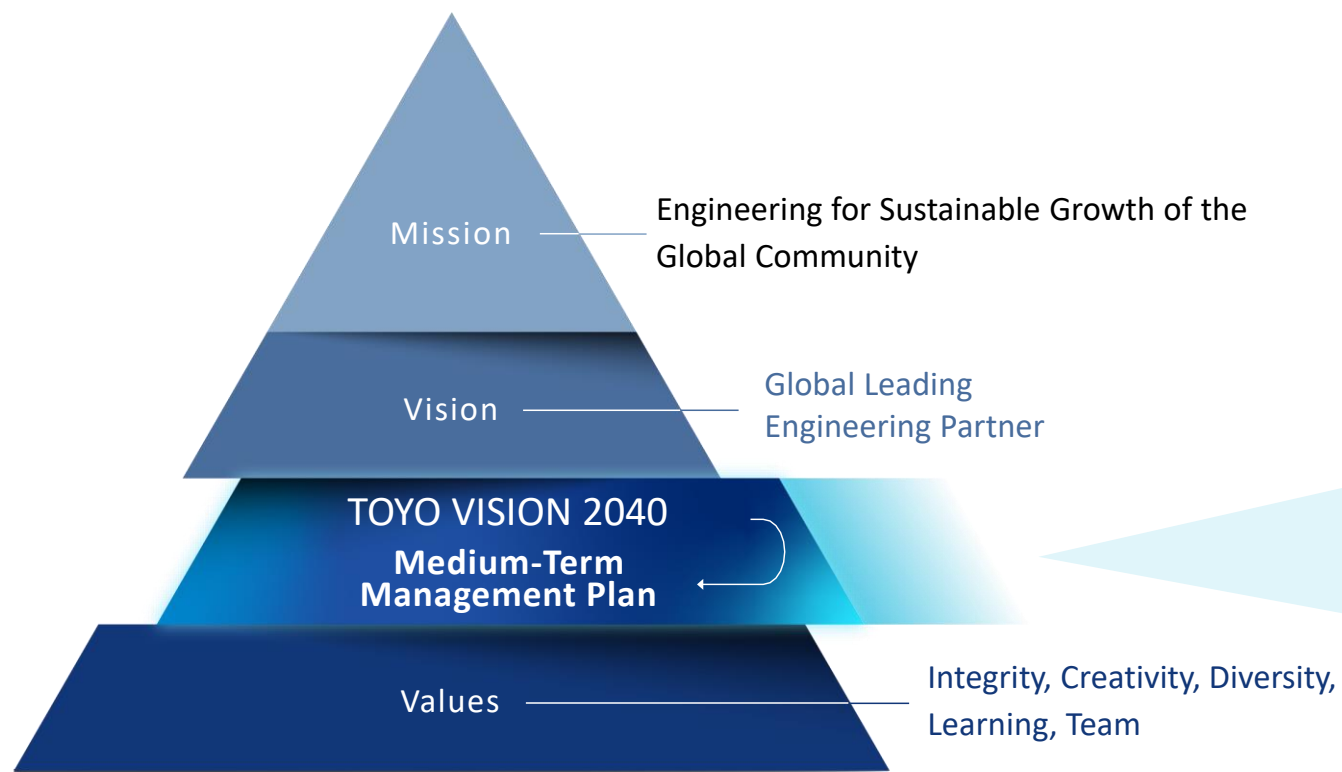 Mission
Engineering for Sustainable Growth of the
Global Community
Vision
Global Leading
Engineering Partner
TOYO VISION 2040
Medium-Term
Management Plan
Values
Integrity, Creativity, Diversity,
Learning, Team